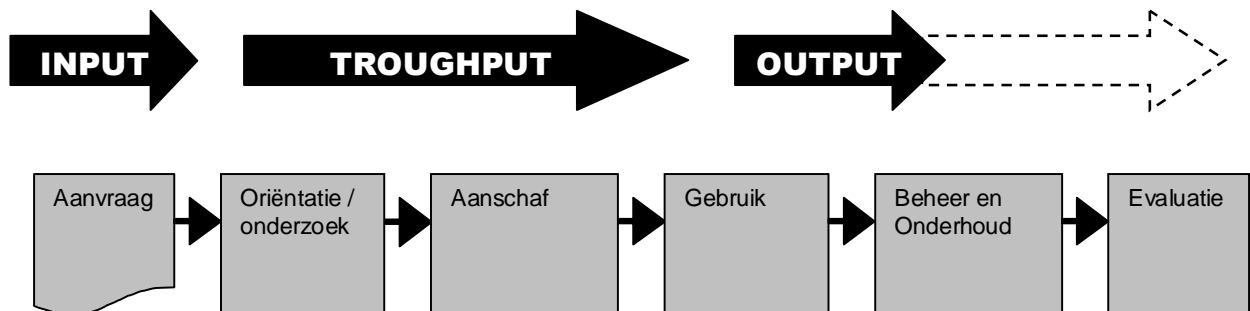 INPUT
TROUGHPUT
OUTPUT
Aanvraag
Oriëntatie /
onderzoek
Aanschaf
Gebruik
Beheer en
Onderhoud
Evaluatie